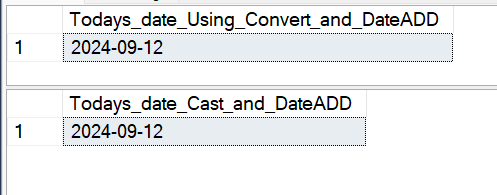 Todays_date_Using_Convert_and_DateADD
1 2024-09-12
Todays_date_Cast_and_DateADD
1 2024-09-12